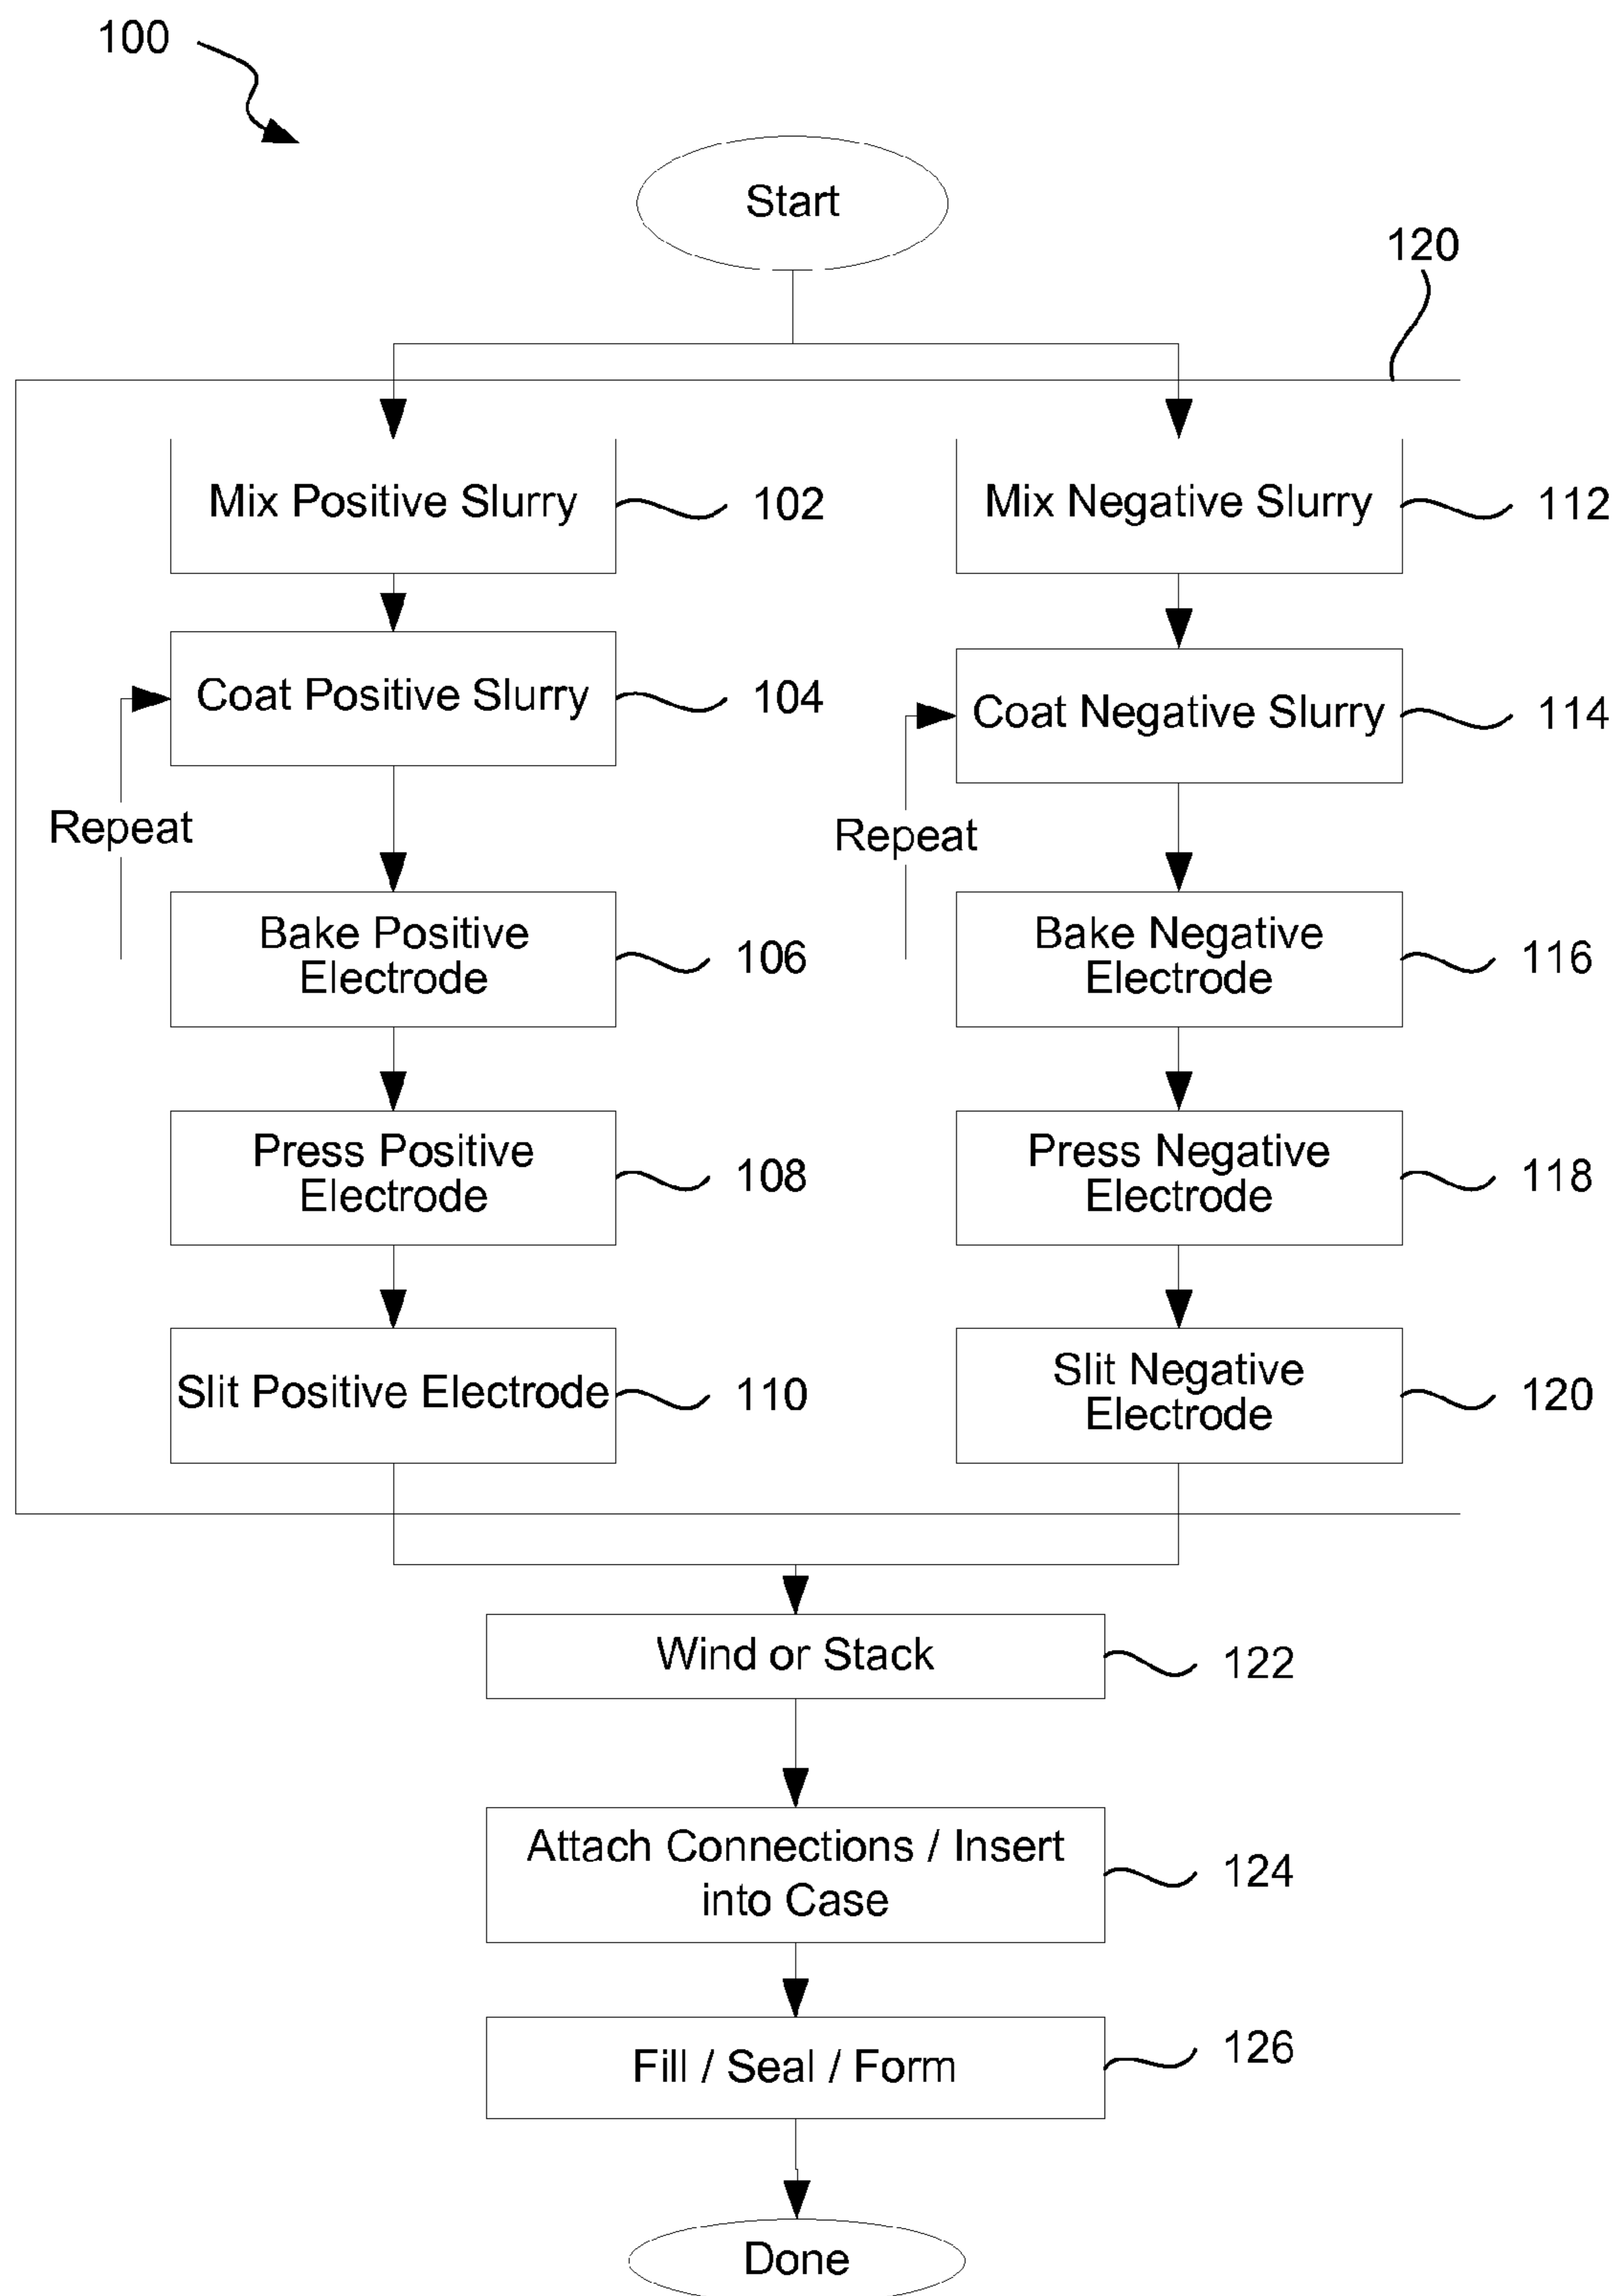 100
Start
120
Mix Positive Slurry
102
Mix Negative Slurry
112
Coat Positive Slurry
104
Coat Negative Slurry
114
Repeat
Repeat
Bake Positive
Electrode
106
Bake Negative
Electrode
116
Press Positive
Electrode
108
Press Negative
Electrode
118
Slit Positive Electrode
110
Slit Negative
Electrode
120
Wind or Stack
122
Attach Connections / Insert
into Case
124
Fill / Seal / Form
126
Done